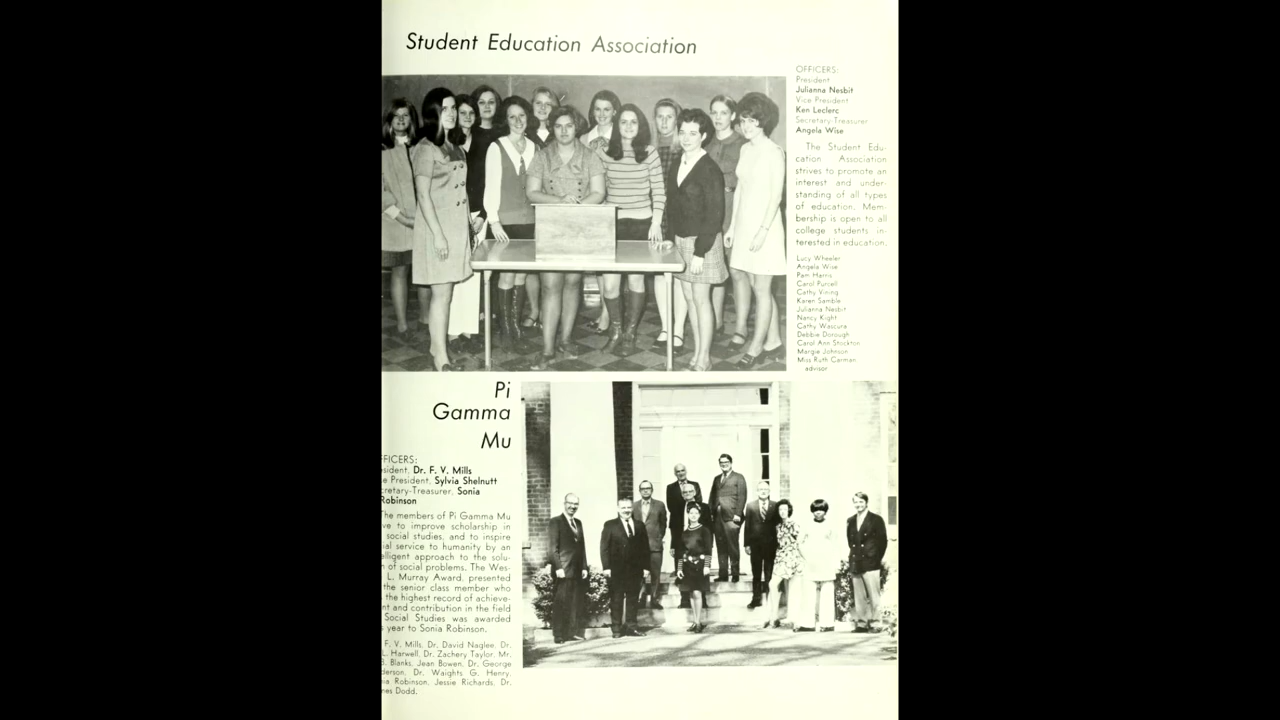 Student Education Association
OFFICERS:
President
Julianna Nesbit
Vice President
Ken Leclerc
Secretary-Treasurer
Angela Wise
The Student Edu-
cation Association
strives to promote an
interest and under-
standing of all types
of education. Mem-
bership is open to all
college students in-
terested in education.
Lucy Wheeler
Angela Wise
Pam Harris
Carol Purcell
Cathy Vining
Karen Samble
Julianna Nesbit
Nancy Kight
Cathy Wascura
Debbie Dorough
Carol Ann Stockton
Margie Johnson
Miss Ruth Carman
advisor
Pi
Gamma
Mu
FFICERS:
sident, Dr. F. V. Mills
e President, Sylvia Shelnutt
cretary-Treasurer, Sonia
Robinson
The members of Pi Gamma Mu
ve to improve scholarship in
social studies, and to inspire
ial service to humanity by an
elligent approach to the solu-
n of social problems. The Wes-
L. Murray Award, presented
the senior class member who
the highest record of achieve-
nt and contribution in the field
Social Studies was awarded
s year to Sonia Robinson.
F. V. Mills, Dr. David Naglee, Dr.
L. Harwell, Dr. Zachery Taylor, Mr.
B. Blanks, Jean Bowen, Dr. George
derson, Dr. Waights G. Henry,
nia Robinson, Jessie Richards, Dr.
mes Dodd.